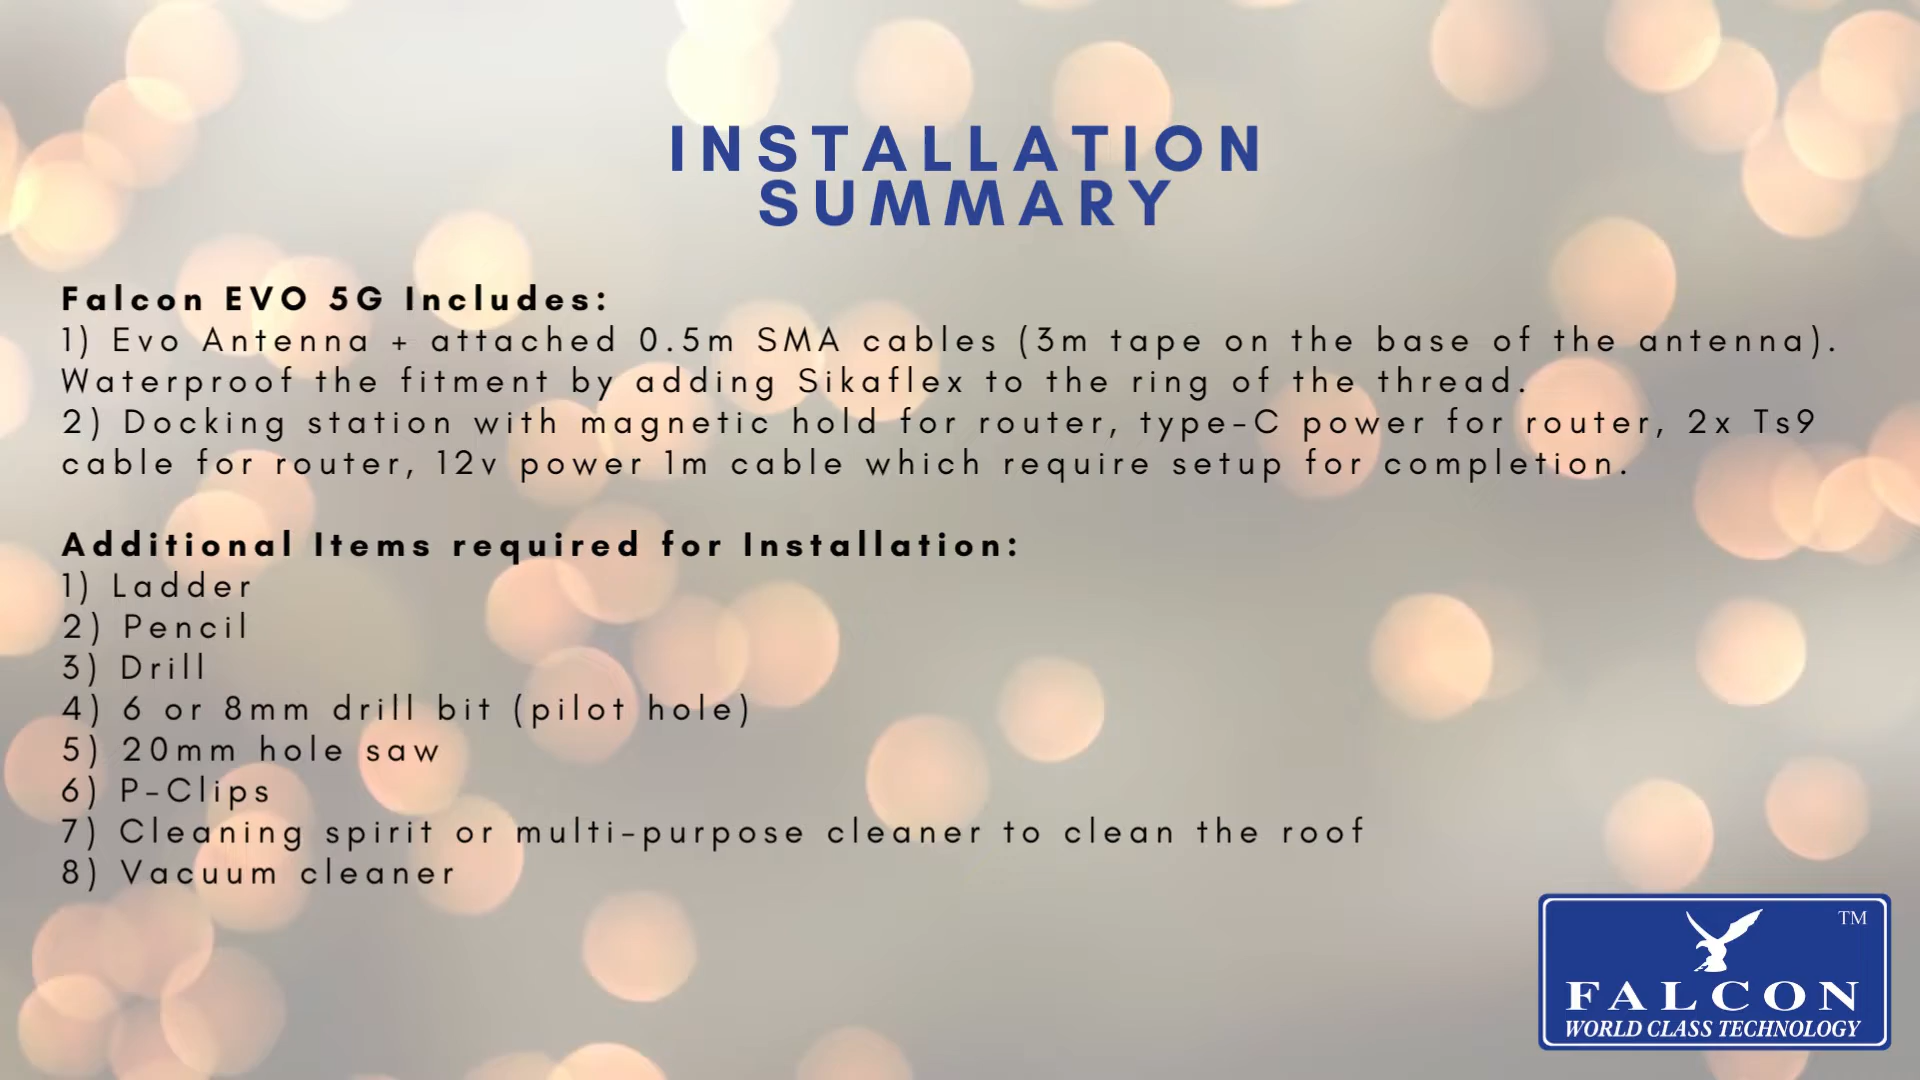 INSTALLATION
SUMMARY
Falcon EVO 5G Includes:
1) Evo Antenna + attached 0.5m SMA cables (3m tape on the base of the antenna).
Waterproof the fitment by adding Sikaflex to the ring of the thread.
2) Docking station with magnetic hold for router, type-C power for router, 2x Ts9
cable for router, 12v power 1m cable which require setup for completion.
Additional Items required for Installation:
1) Ladder
2) Pencil
3) Drill
4) 6 or 8mm drill bit (pilot hole)
5) 20mm hole saw
6) P-Clips
7) Cleaning spirit or multi-purpose cleaner to clean the roof
8) Vacuum cleaner
TM
FALCON
WORLD CLASS TECHNOLOGY